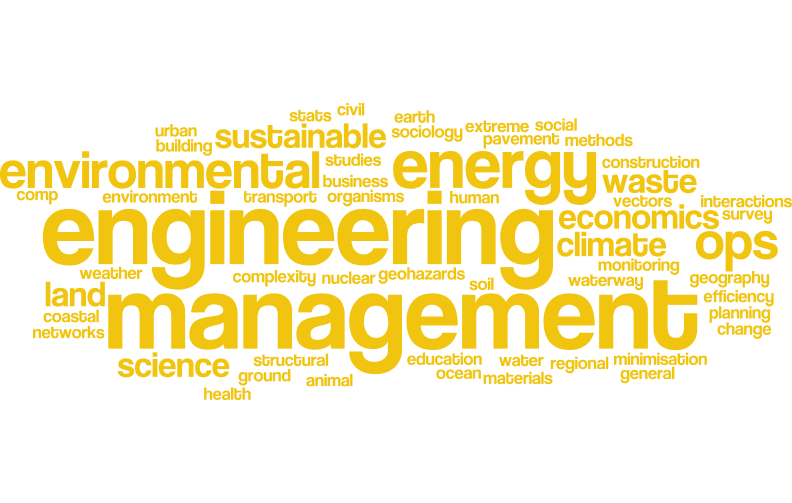 stats civil earth
urban sustainable sociology extreme social
building pavement methods
environmental studies energy construction
comp environment transport business organisms human waste vectors interactions
engineering economics survey
climate ops
weather complexity nuclear geohazards soil monitoring waterway geography
land management efficiency
coastal planning
networks change
science structural education water regional minimisation
ground animal ocean materials general
health